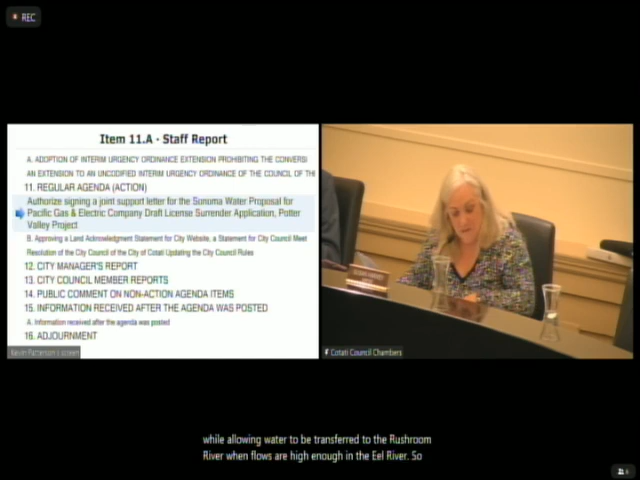 REC
Item 11.A - Staff Report
A. ADOPTION OF INTERIM URGENCY ORDINANCE EXTENSION PROHIBITING THE CONVERSI
AN EXTENSION TO AN UNCODIFIED INTERIM URGENCY ORDINANCE OF THE COUNCIL OF THE
11. REGULAR AGENDA (ACTION)
Authorize signing a joint support letter for the Sonoma Water Proposal for
Pacific Gas & Electric Company Draft License Surrender Application, Potter
Valley Project
B. Approving a Land Acknowledgment Statement for City Website, a Statement for City Council Meet
Resolution of the City Council of the City of Cotati Updating the City Council Rules
12. CITY MANAGER'S REPORT
13. CITY COUNCIL MEMBER REPORTS
14. PUBLIC COMMENT ON NON-ACTION AGENDA ITEMS
15. INFORMATION RECEIVED AFTER THE AGENDA WAS POSTED
A. Information received after the agenda was posted
16. ADJOURNMENT
Kevin Patterson's screen
Cotati Council Chambers
while allowing water to be transferred to the Rushroom
River when flows are high enough in the Eel River. So